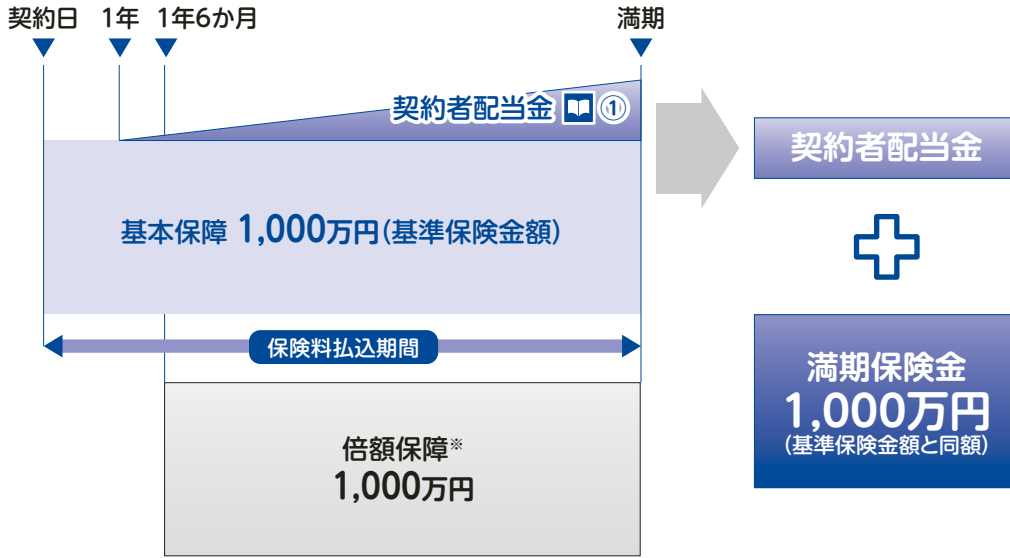 契約日 1年 1年6か月 満期
契約者配当金 ①
契約者配当金
基本保障 1,000万円(基準保険金額)
保険料払込期間
満期保険金
1,000万円
(基準保険金額と同額)
倍額保障※
1,000万円